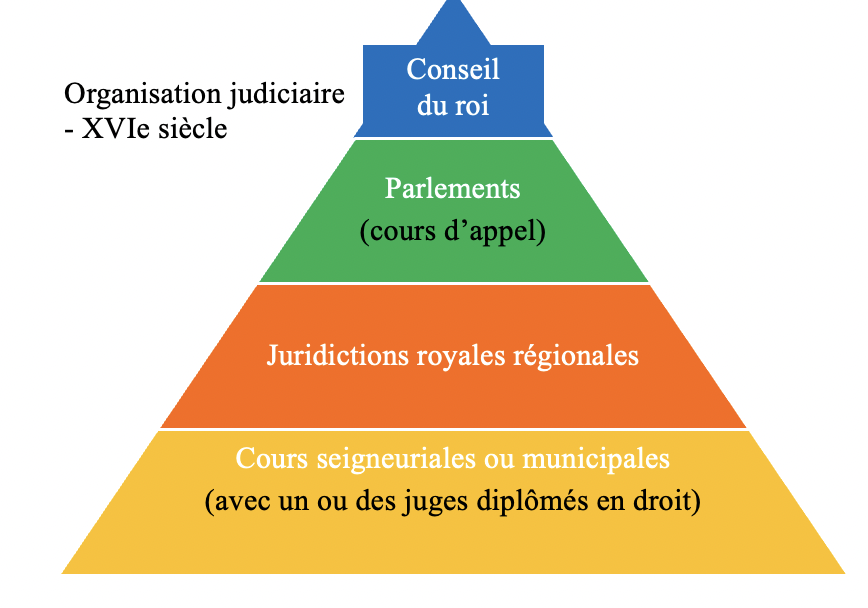 Organisation judiciaire
- XVIe siècle
Conseil
du roi
Parlements
(cours d’appel)
Juridictions royales régionales
Cours seigneuriales ou municipales
(avec un ou des juges diplômés en droit)